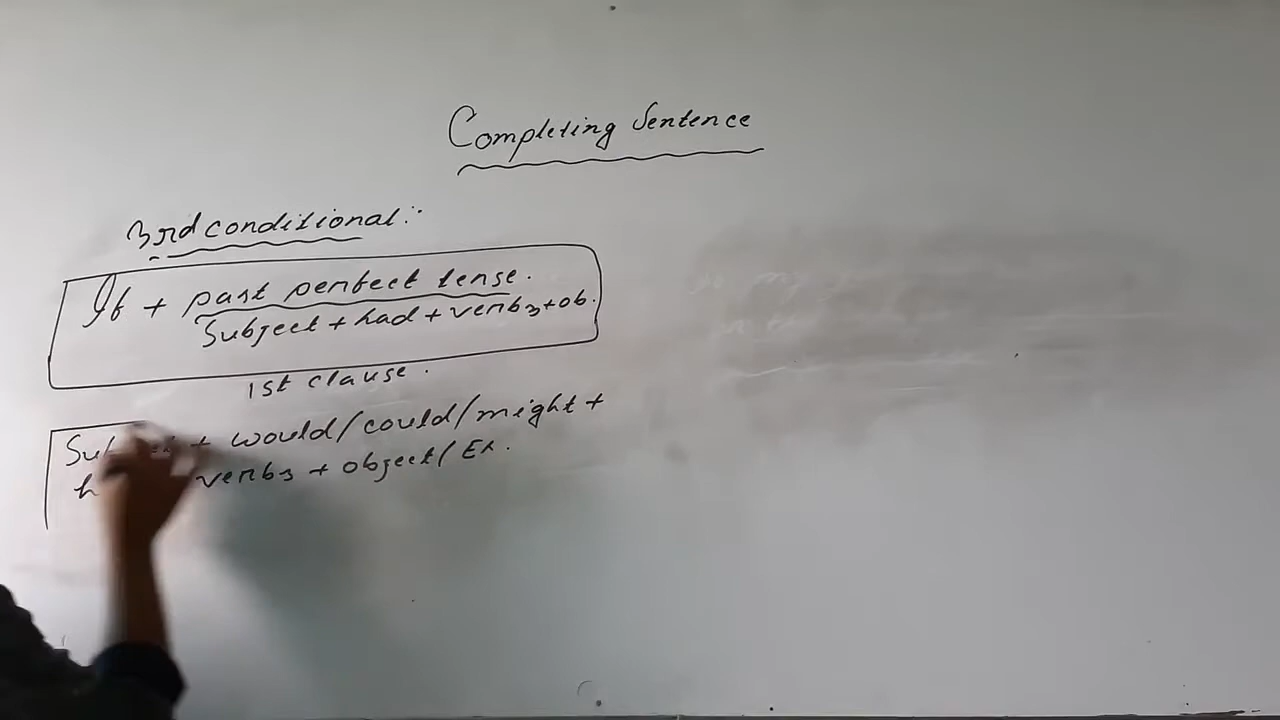 Completing Sentence
3rd conditional:
If + past perfect tense.
Subject + had + verb3 + ob.
1st clause.
+ would/could/might +
verb3 + object/Ex.